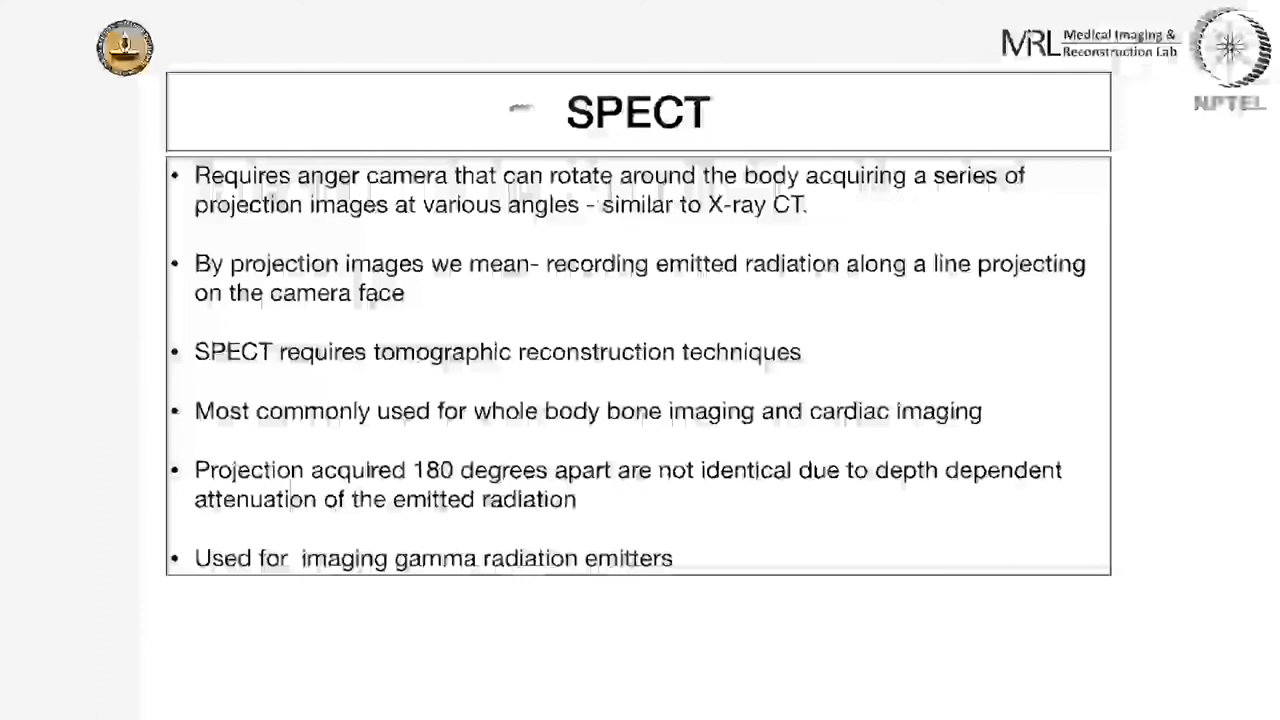 MRL Medical Imaging &
Reconstruction Lab
NPTEL
SPECT
• Requires anger camera that can rotate around the body acquiring a series of
projection images at various angles - similar to X-ray CT.
• By projection images we mean- recording emitted radiation along a line projecting
on the camera face
• SPECT requires tomographic reconstruction techniques
• Most commonly used for whole body bone imaging and cardiac imaging
• Projection acquired 180 degrees apart are not identical due to depth dependent
attenuation of the emitted radiation
• Used for imaging gamma radiation emitters